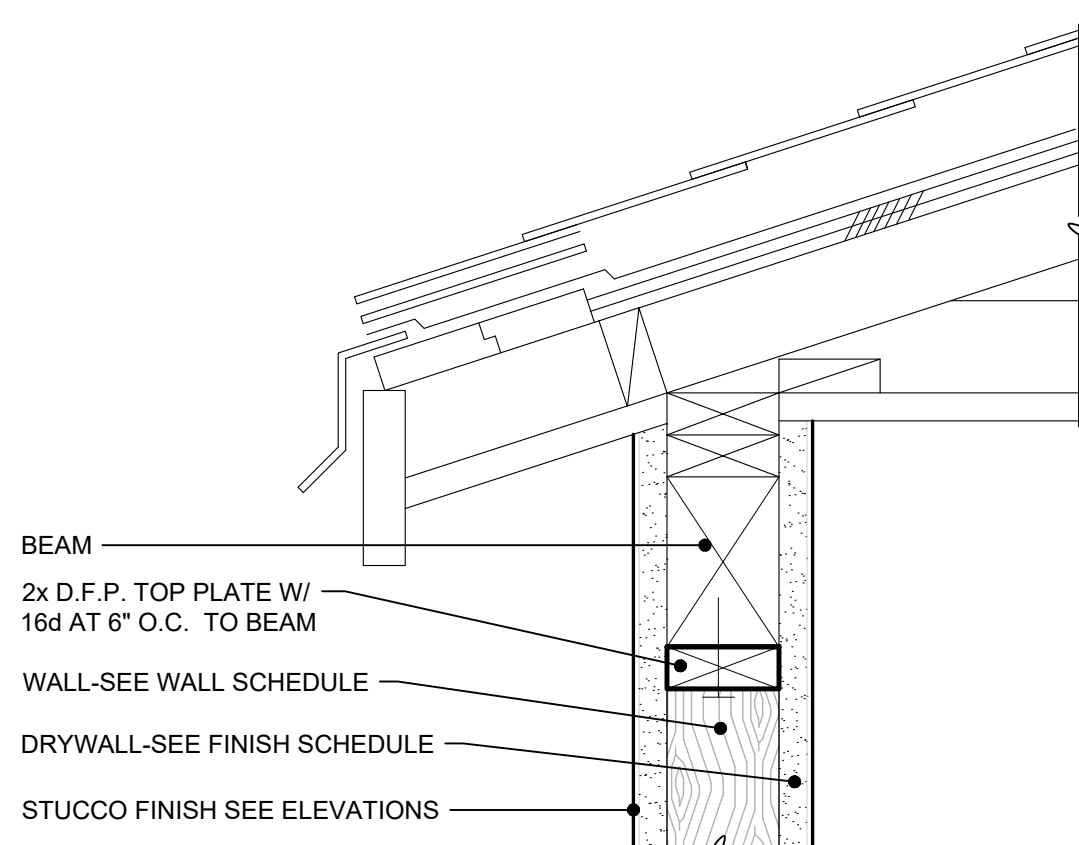 BEAM
2x D.F.P. TOP PLATE W/
16d AT 6" O.C. TO BEAM
WALL-SEE WALL SCHEDULE
DRYWALL-SEE FINISH SCHEDULE
STUCCO FINISH SEE ELEVATIONS